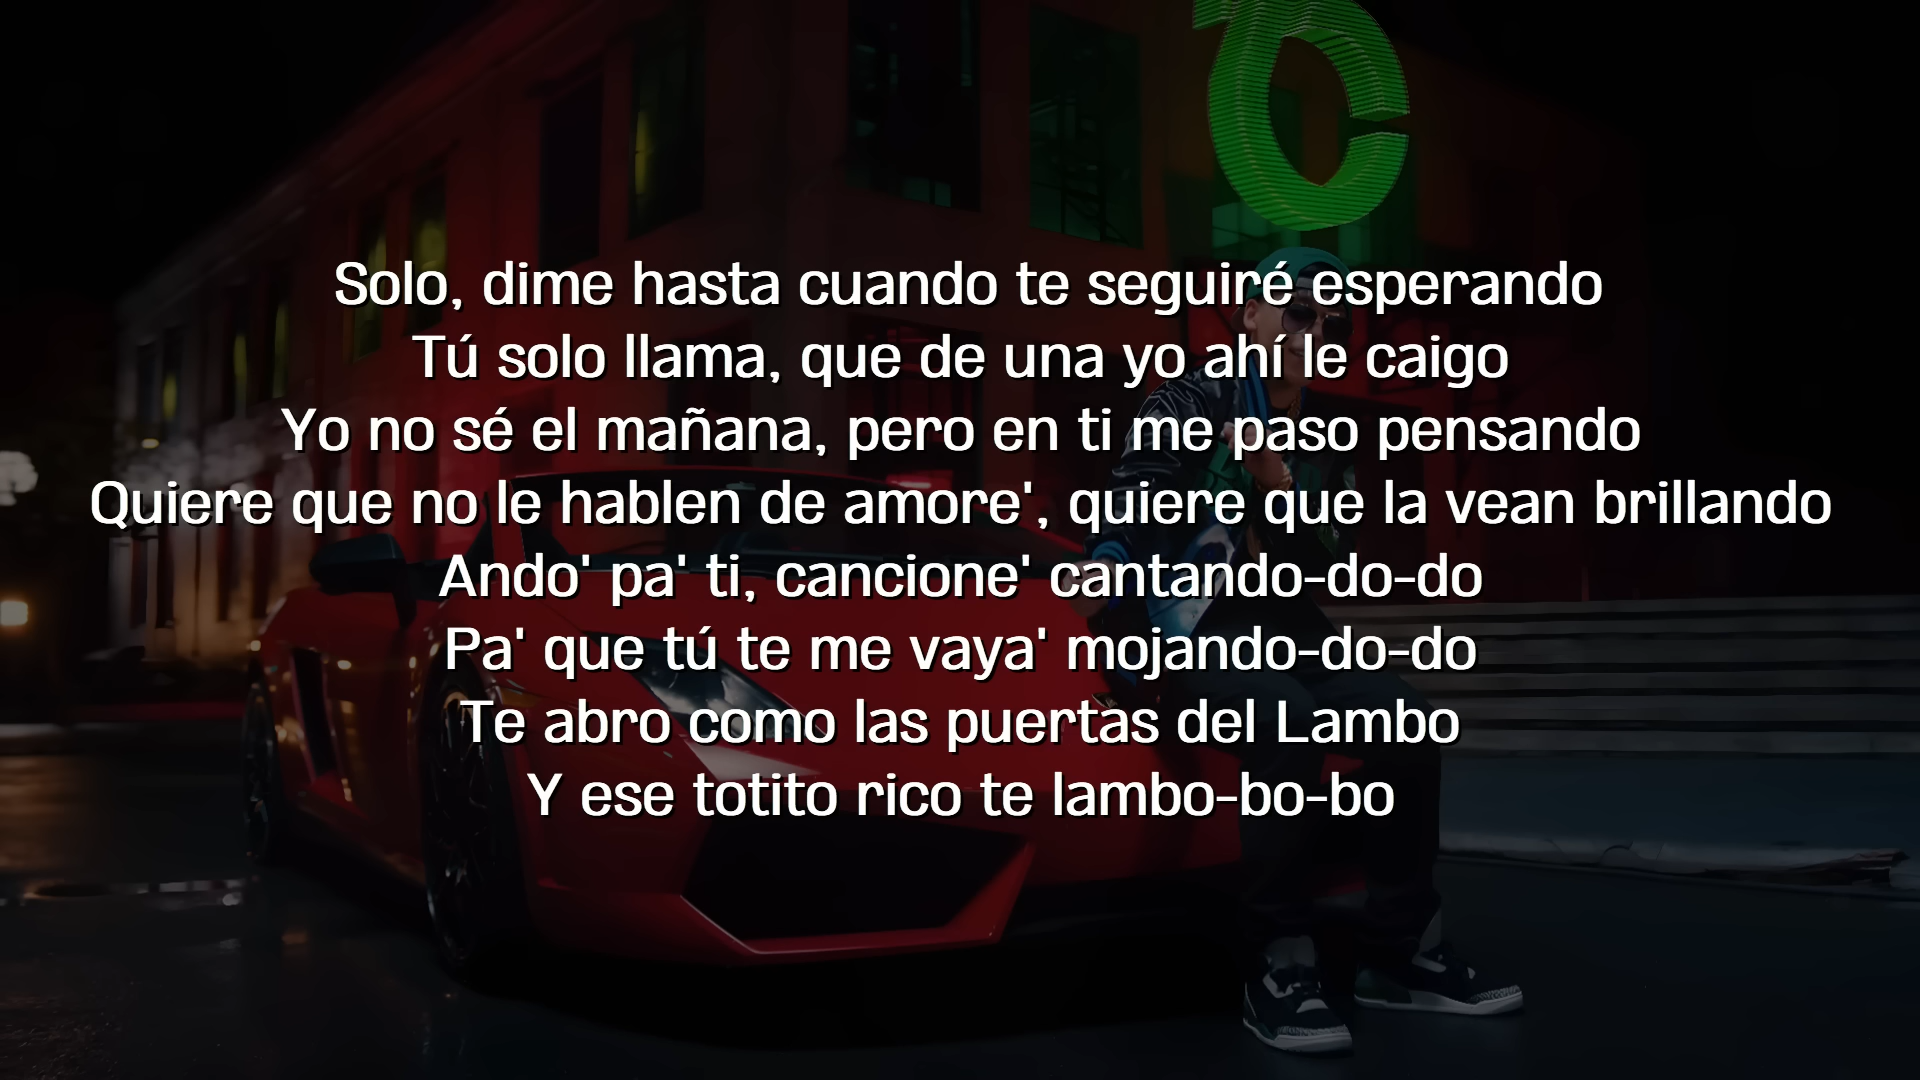 Solo, dime hasta cuando te seguiré esperando
Tú solo llama, que de una yo ahí le caigo
Yo no sé el mañana, pero en ti me paso pensando
Quiere que no le hablen de amore', quiere que la vean brillando
Ando' pa' ti, cancione' cantando-do-do
Pa' que tú te me vaya' mojando-do-do
Te abro como las puertas del Lambo
Y ese totito rico te lambo-bo-bo